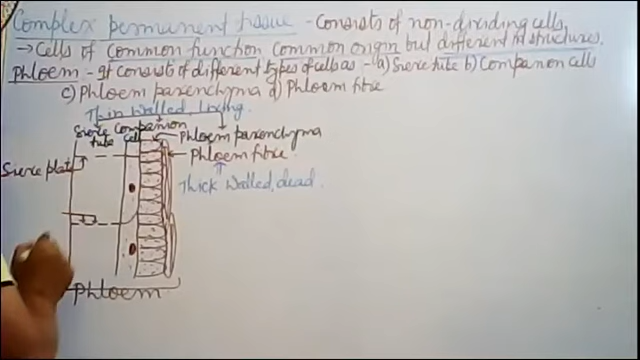 Complex permanent tissue - Consists of non-dividing cells,
→ Cells of common function common origin but different in structures.
Phloem - It consists of different types of cells as - a) Sieve tube b) Companion cells
c) Phloem parenchyma d) Phloem fibre
Thin walled, living
Sieve tube
Companion cell
Phloem parenchyma
Phloem fibre
Sieve plate
Thick walled, dead
Phloem